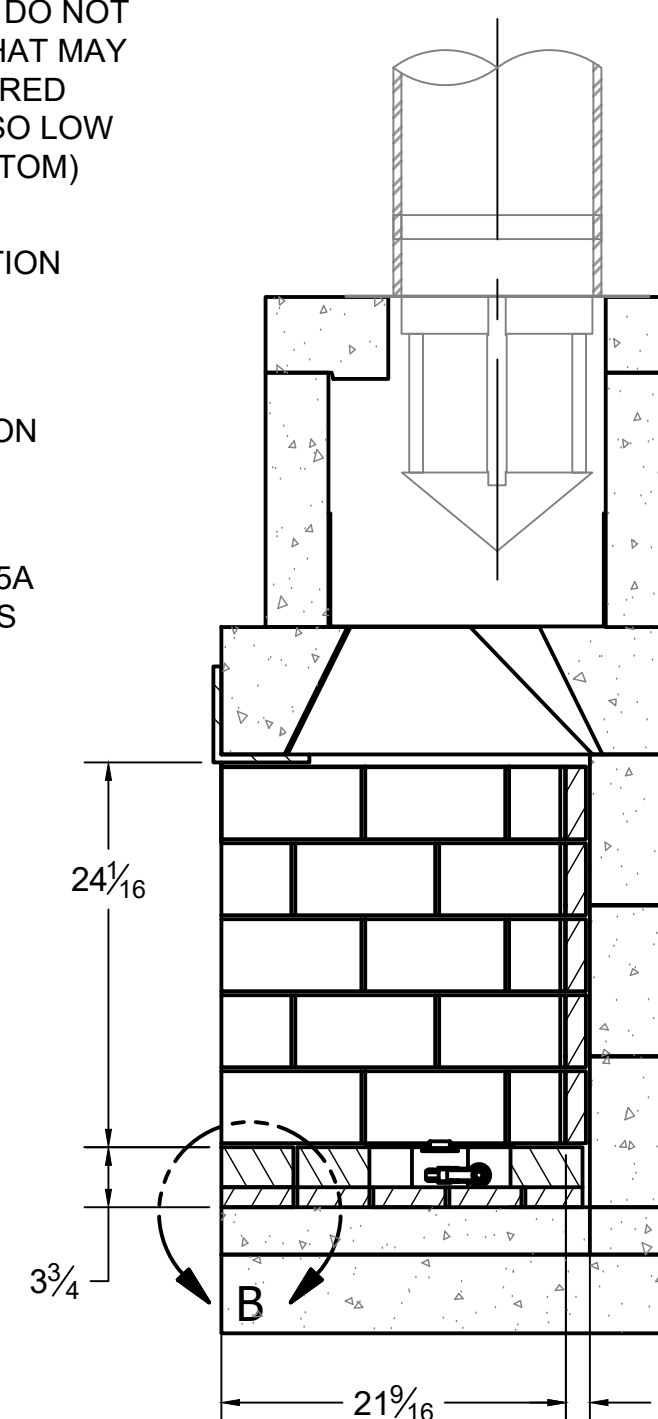 DO NOT
HAT MAY
RED
SO LOW
TOM)
TION
ON
5A
S
24 1/16
3 3/4
B
21 9/16